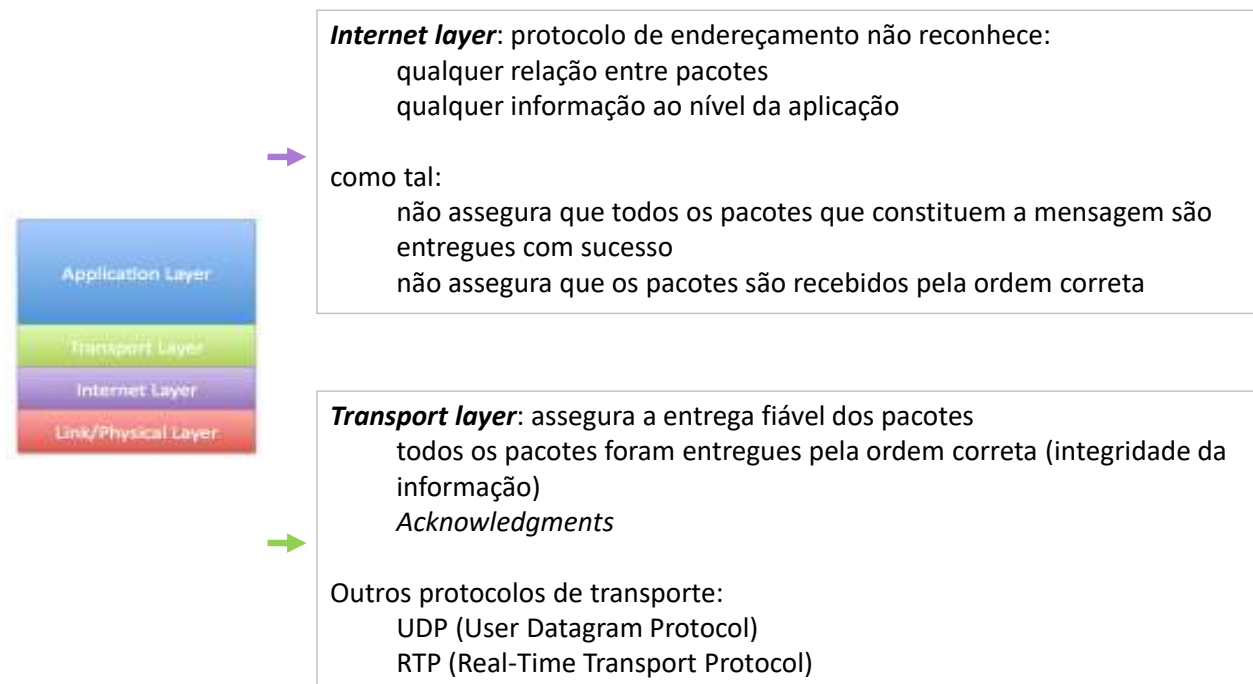 Internet layer: protocolo de endereçamento não reconhece:
qualquer relação entre pacotes
qualquer informação ao nível da aplicação
como tal:
não assegura que todos os pacotes que constituem a mensagem são
entregues com sucesso
não assegura que os pacotes são recebidos pela ordem correta
Application Layer
Transport Layer
Internet Layer
Link/Physical Layer
Transport layer: assegura a entrega fiável dos pacotes
todos os pacotes foram entregues pela ordem correta (integridade da
informação)
Acknowledgments
Outros protocolos de transporte:
UDP (User Datagram Protocol)
RTP (Real-Time Transport Protocol)